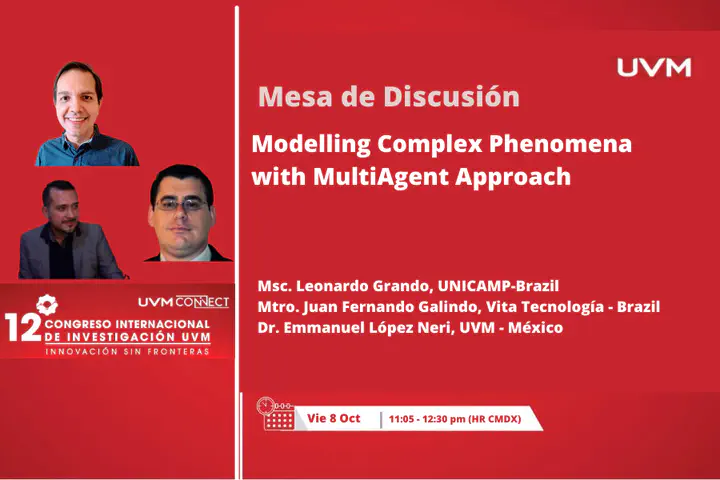 UVM
Mesa de Discusión
Modelling Complex Phenomena
with MultiAgent Approach
Msc. Leonardo Grando, UNICAMP-Brazil
Mtro. Juan Fernando Galindo, Vita Tecnología - Brazil
Dr. Emmanuel López Neri, UVM - México
UVM CONNECT
12° CONGRESO INTERNACIONAL
DE INVESTIGACIÓN UVM
INNOVACIÓN SIN FRONTERAS
Vie 8 Oct
11:05 - 12:30 pm (HR CMDX)